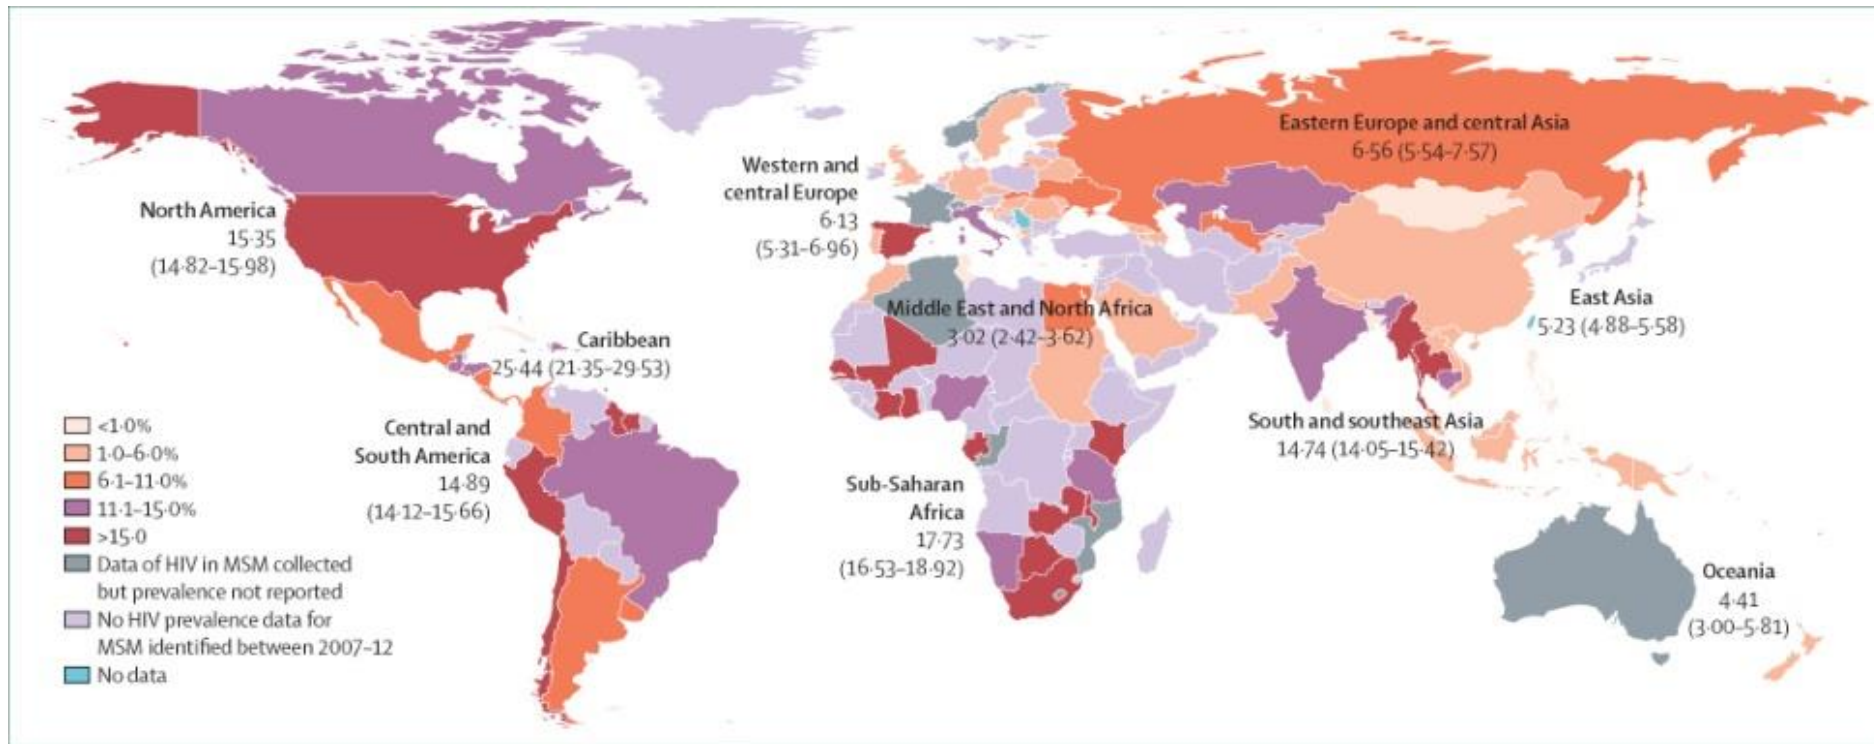 North America
15·35
(14·82–15·98)
Caribbean
25·44 (21·35–29·53)
Central and
South America
14·89
(14·12–15·66)
Western and
central Europe
6·13
(5·31–6·96)
Eastern Europe and central Asia
6·56 (5·54–7·57)
Middle East and North Africa
3·02 (2·42–3·62)
Sub-Saharan
Africa
17·73
(16·53–18·92)
East Asia
5·23 (4·88–5·58)
South and southeast Asia
14·74 (14·05–15·42)
Oceania
4·41
(3·00–5·81)
<1·0%
1·0–6·0%
6·1–11·0%
11·1–15·0%
>15·0
Data of HIV in MSM collected
but prevalence not reported
No HIV prevalence data for
MSM identified between 2007–12
No data